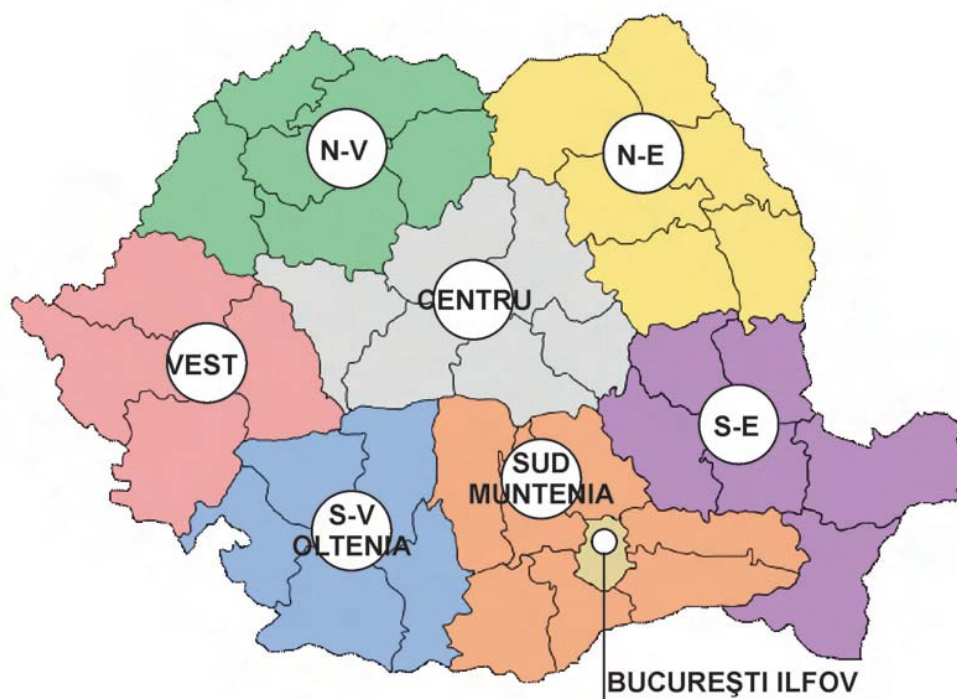 N-V
N-E
CENTRU
VEST
S-E
SUD
MUNTENIA
S-V
OLTENIA
BUCUREŞTI ILFOV